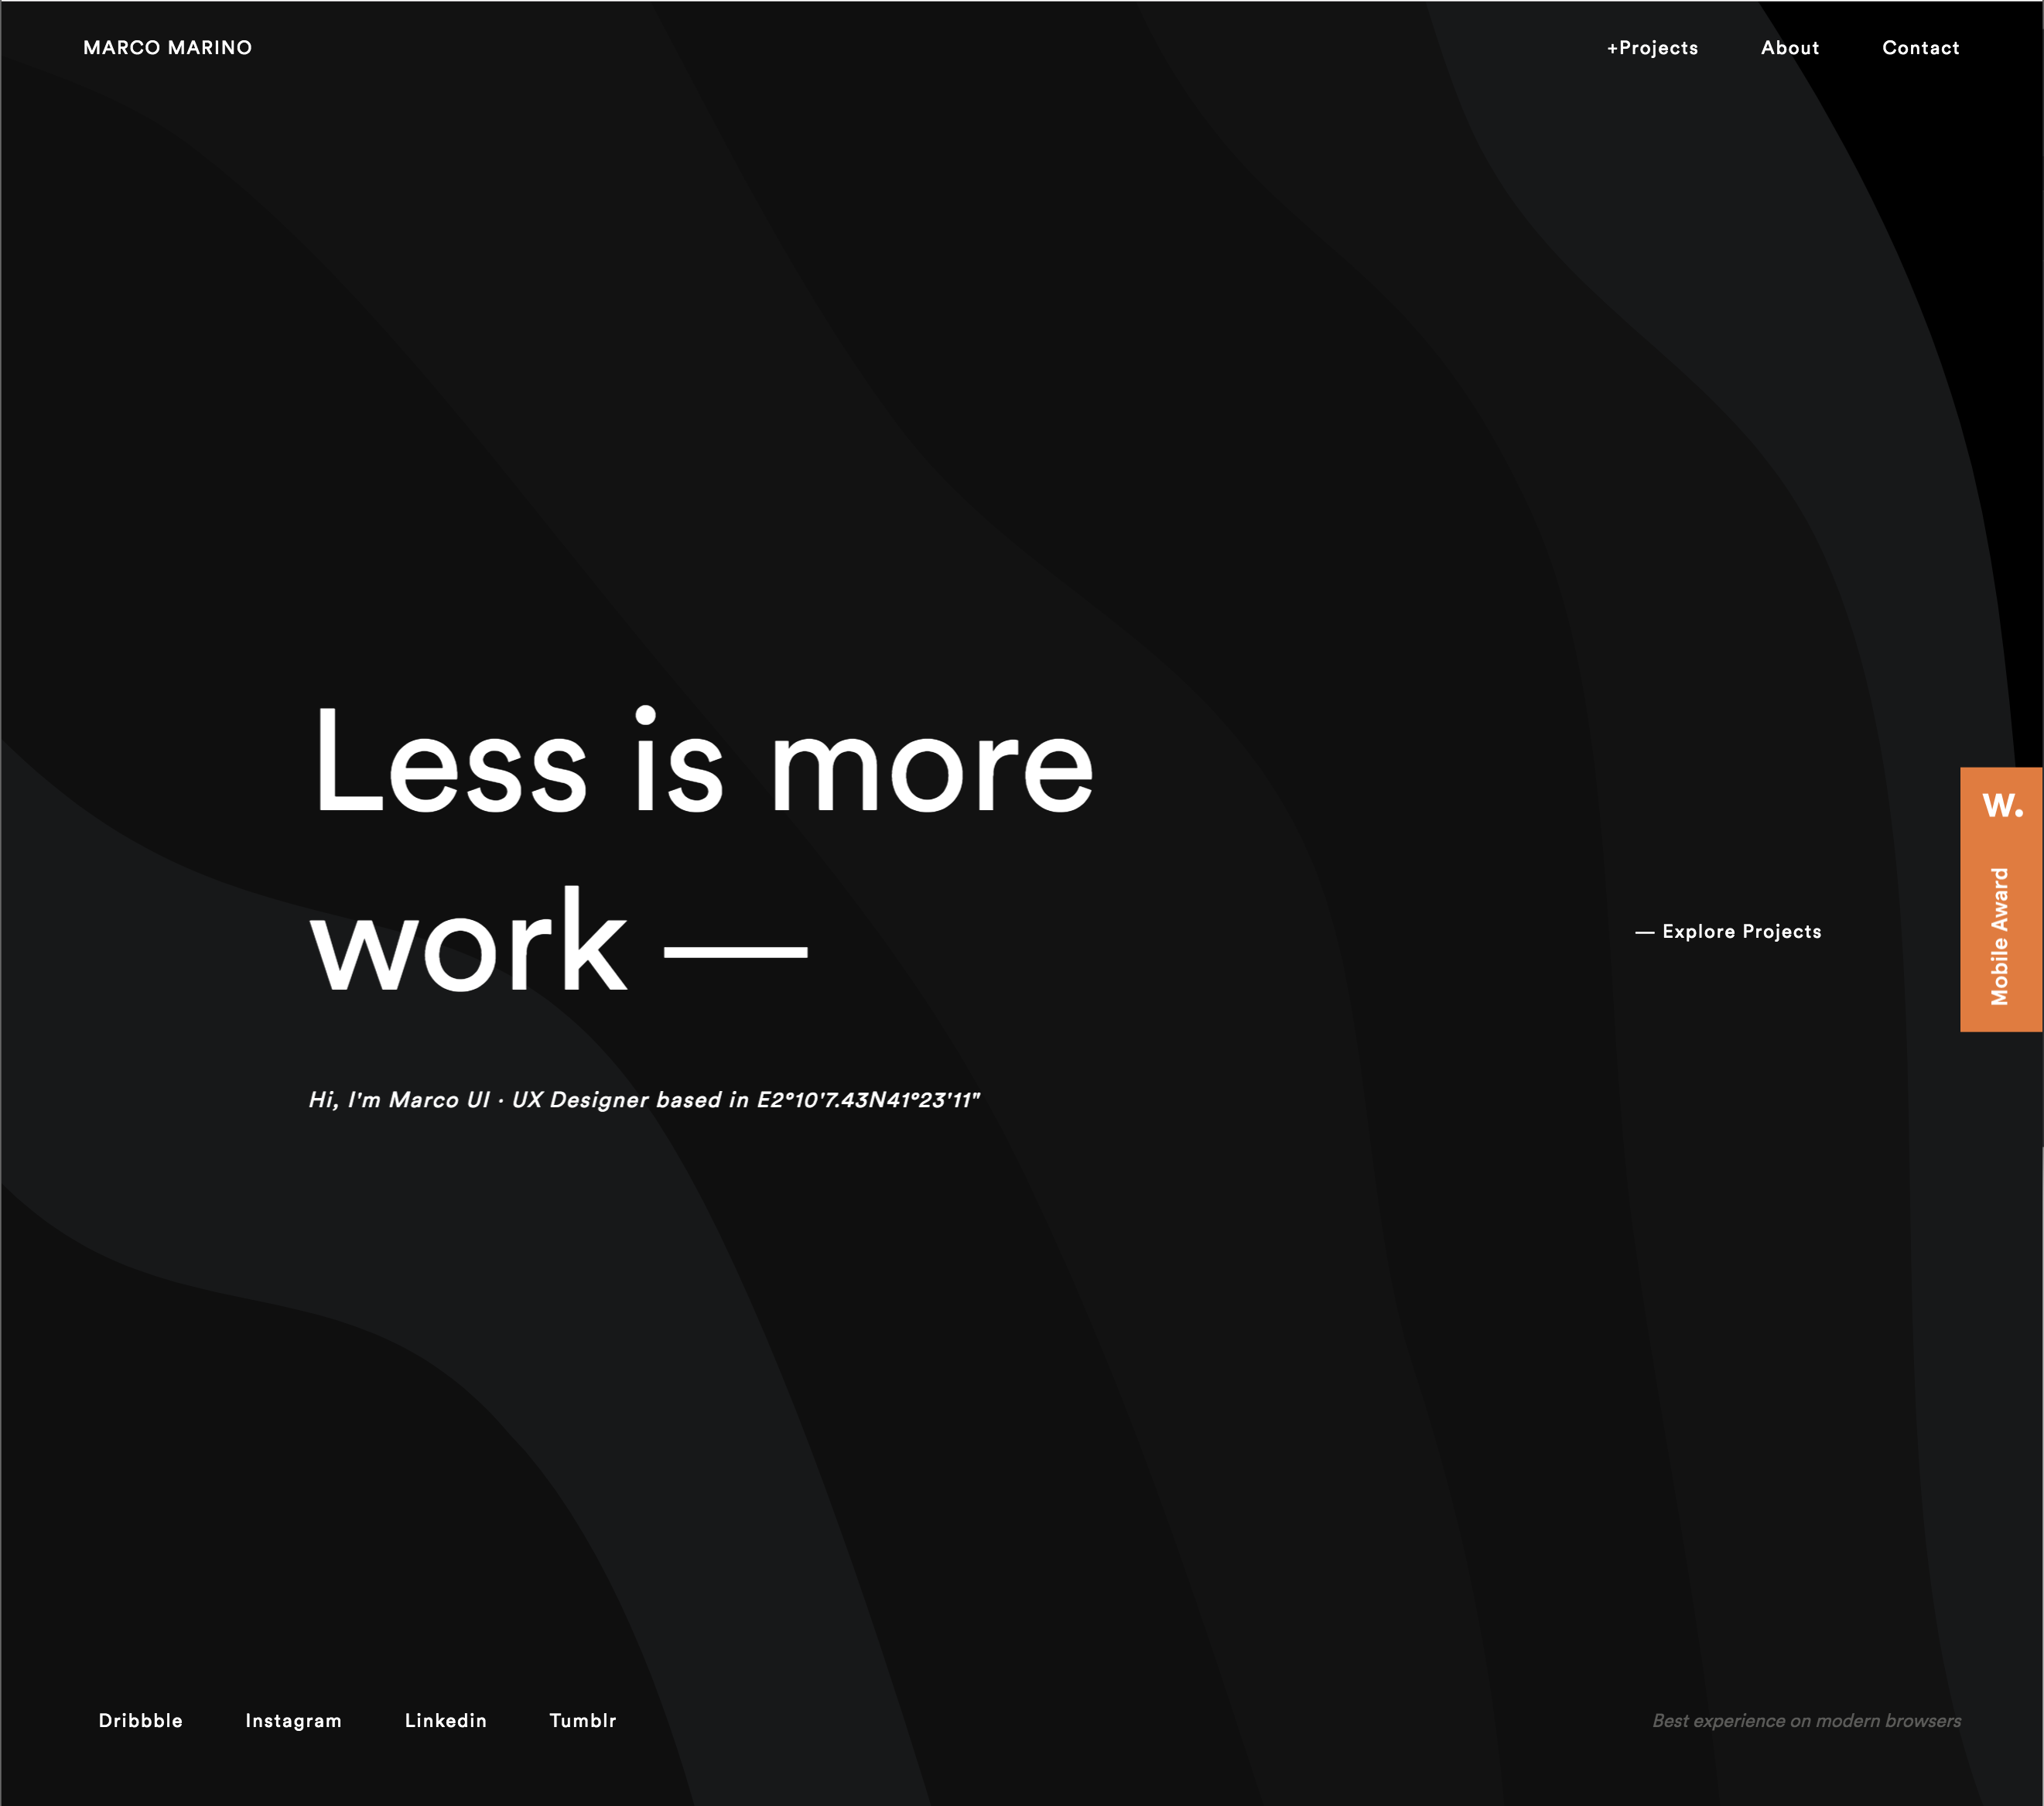 MARCO MARINO
+Projects
About
Contact
Less is more
work —
Hi, I'm Marco UI · UX Designer based in E2°10'7.43N41°23'11"
— Explore Projects
w.
Mobile Award
Dribbble
Instagram
Linkedin
Tumblr
Best experience on modern browsers